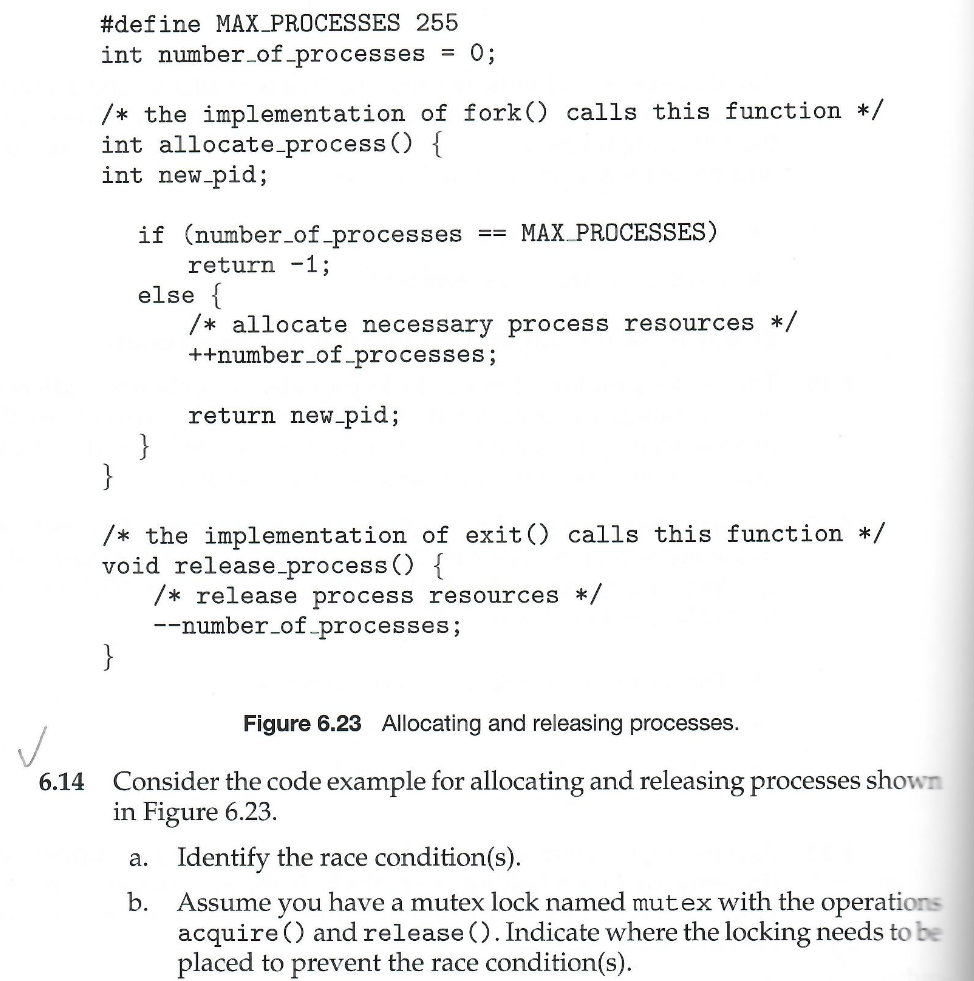 #define MAX_PROCESSES 255
int number_of_processes = 0;
/* the implementation of fork() calls this function */
int allocate_process() {
int new_pid;
if (number_of_processes == MAX_PROCESSES)
return -1;
else {
/* allocate necessary process resources */
++number_of_processes;
return new_pid;
}
}
/* the implementation of exit() calls this function */
void release_process() {
/* release process resources */
--number_of_processes;
}
Figure 6.23 Allocating and releasing processes.
6.14 Consider the code example for allocating and releasing processes shown
in Figure 6.23.
a. Identify the race condition(s).
b. Assume you have a mutex lock named mutex with the operations
acquire() and release(). Indicate where the locking needs to be
placed to prevent the race condition(s).